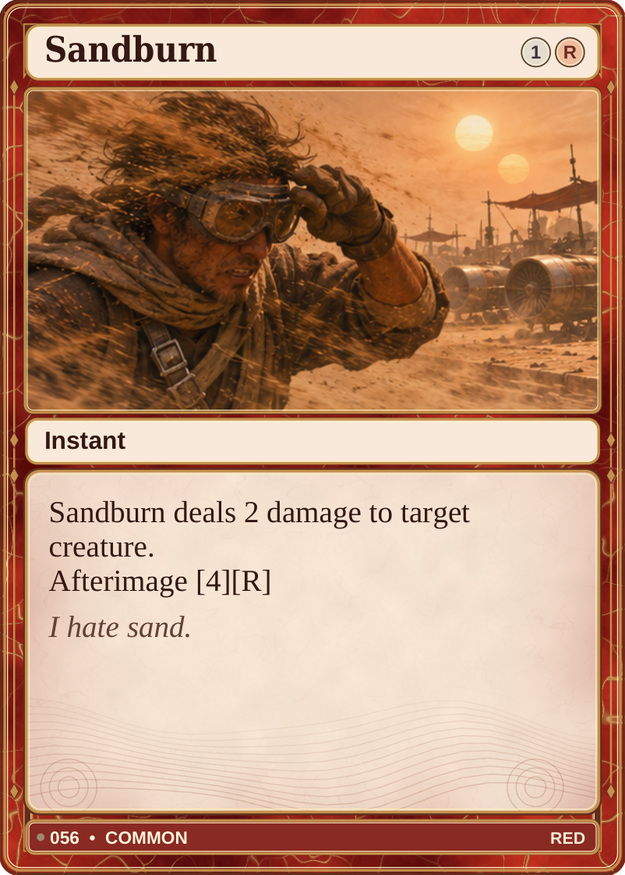 Sandburn 1 R
Instant
Sandburn deals 2 damage to target
creature.
Afterimage [4][R]
I hate sand.
056 • COMMON RED